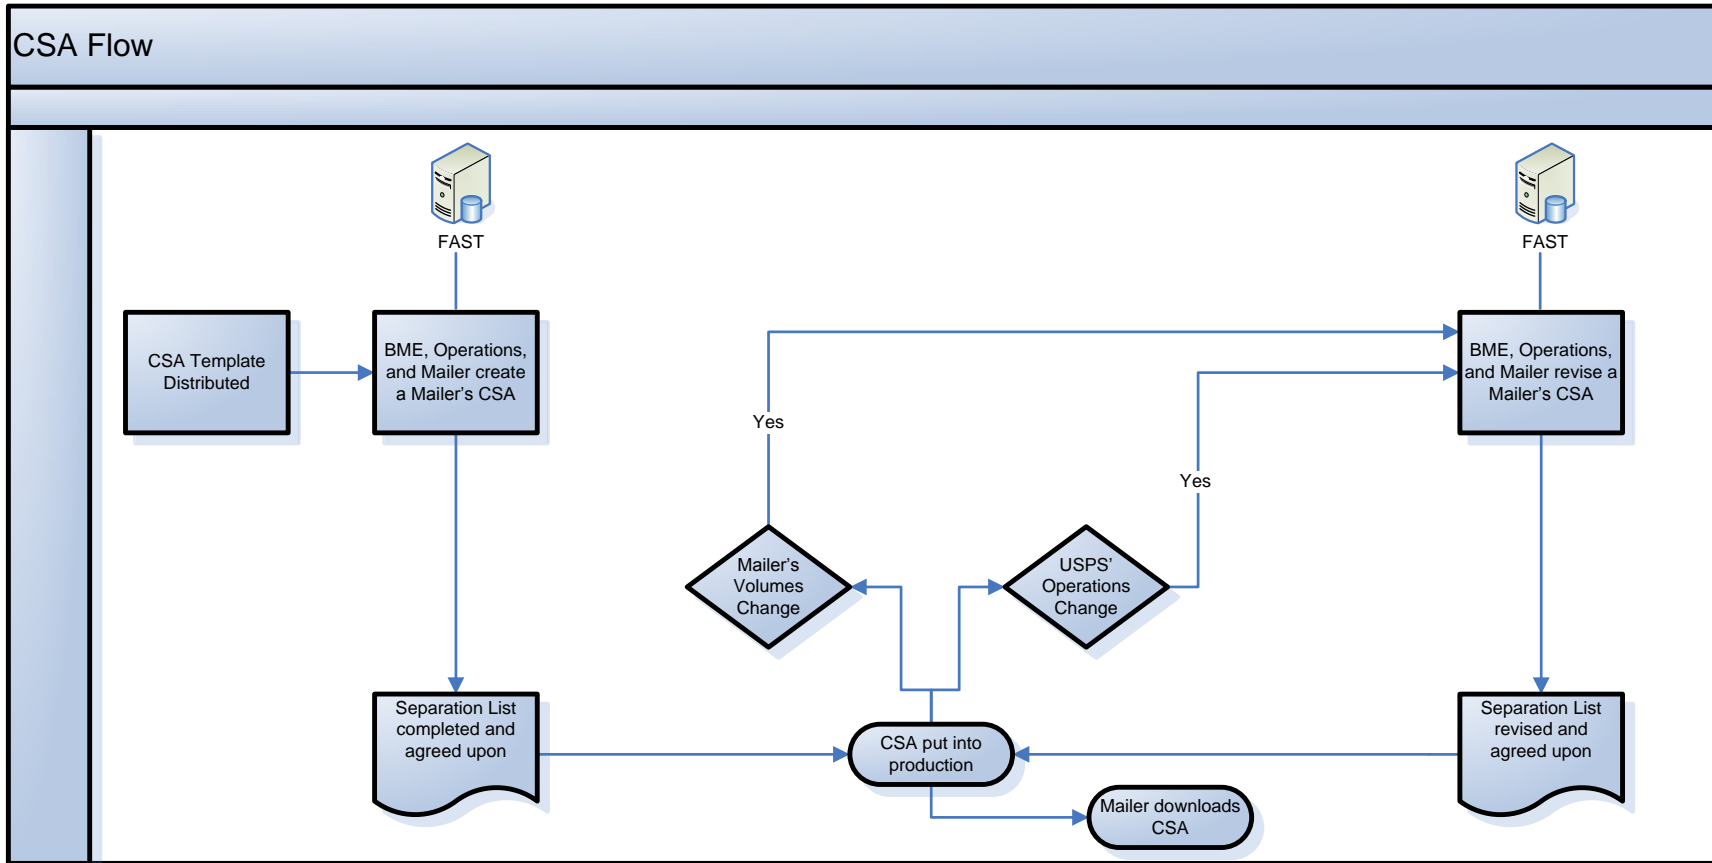 CSA Flow
FAST
FAST
CSA Template
Distributed
BME, Operations,
and Mailer create
a Mailer's CSA
BME, Operations,
and Mailer revise a
Mailer's CSA
Yes
Yes
Mailer's
Volumes
Change
USPS'
Operations
Change
Separation List
completed and
agreed upon
CSA put into
production
Separation List
revised and
agreed upon
Mailer downloads
CSA